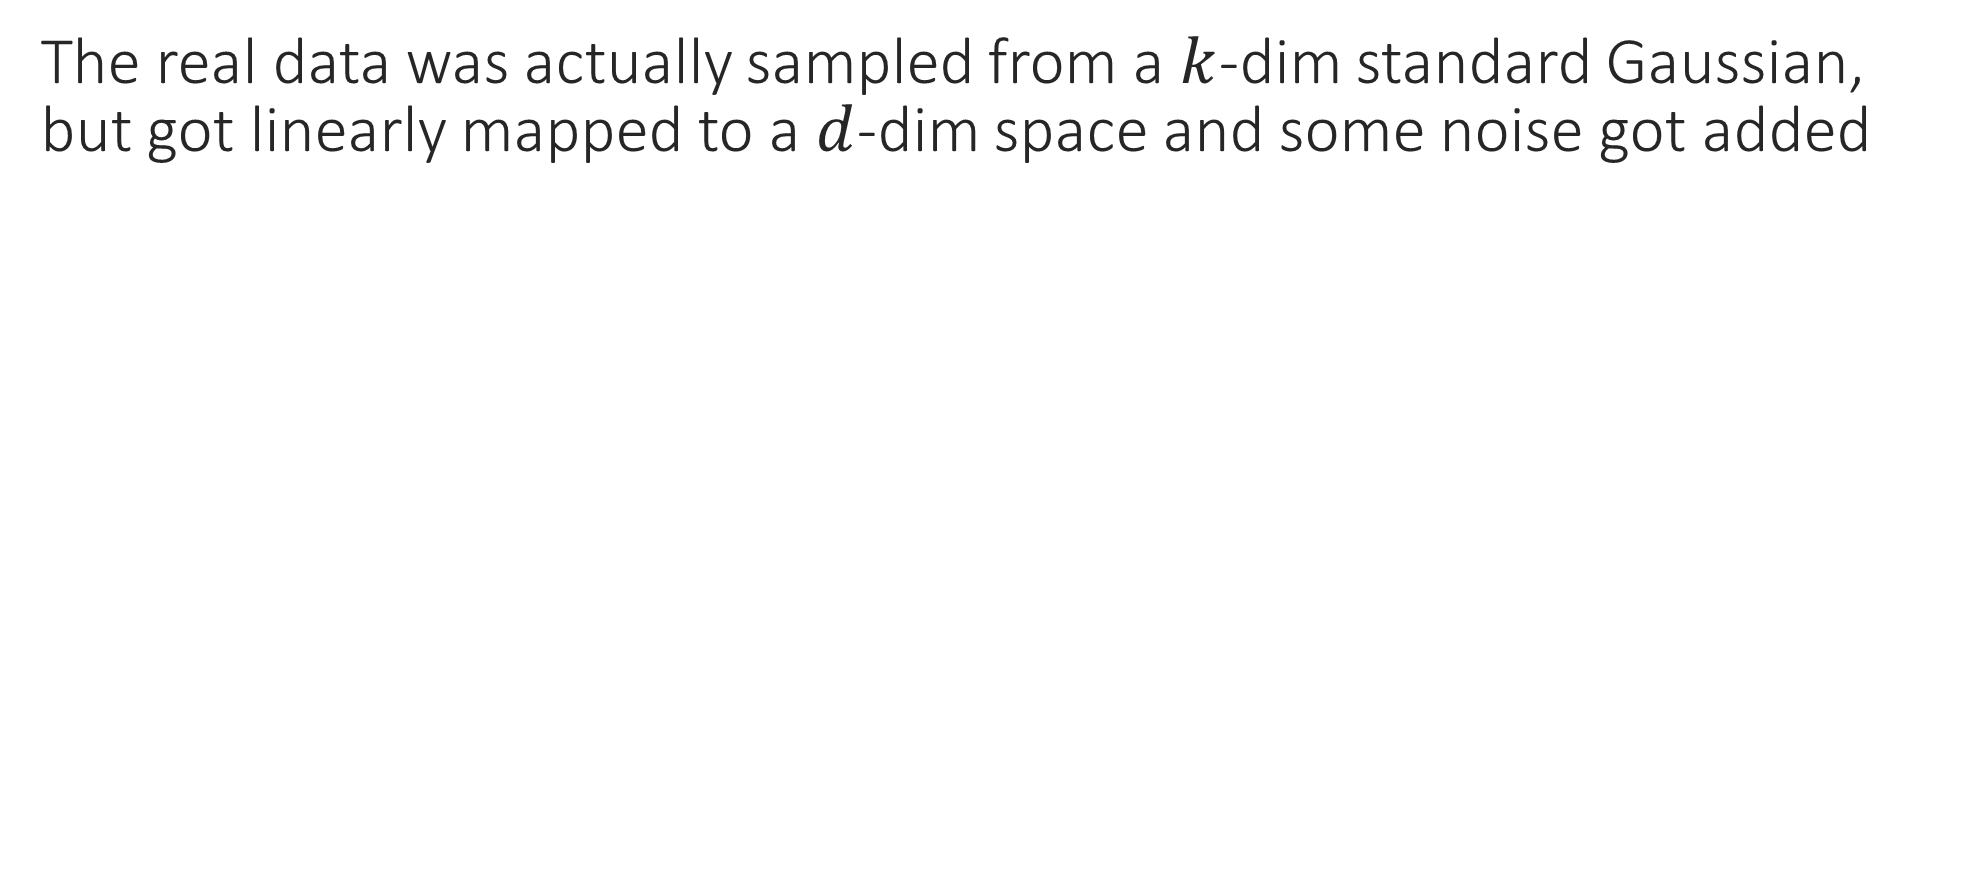 The real data was actually sampled from a k-dim standard Gaussian,
but got linearly mapped to a d-dim space and some noise got added